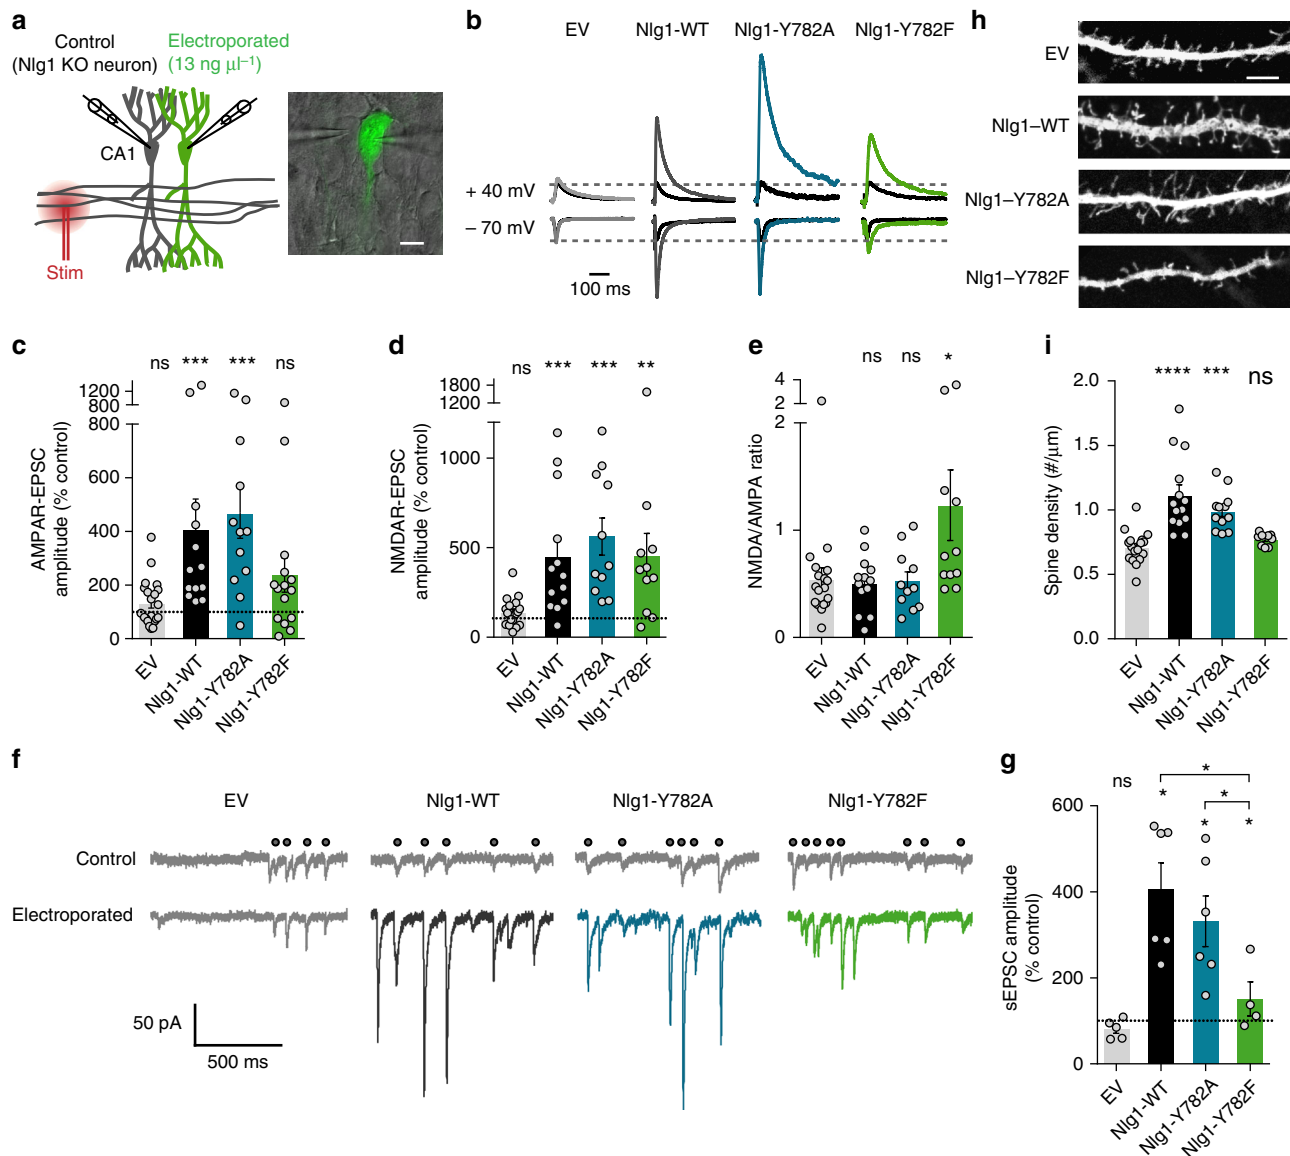 a
Control
(Nlg1 KO neuron)
Electroporated
(13 ng µl⁻¹)
CA1
Stim
b
EV
Nlg1-WT
Nlg1-Y782A
Nlg1-Y782F
+ 40 mV
– 70 mV
100 ms
h
EV
Nlg1–WT
Nlg1–Y782A
Nlg1–Y782F
c
ns
***
***
ns
AMPAR-EPSC
amplitude (% control)
1200
800
800
600
400
200
0
EV
Nlg1-WT
Nlg1-Y782A
Nlg1-Y782F
d
ns
***
***
**
NMDAR-EPSC
amplitude (% control)
1800
1200
1000
500
0
EV
Nlg1-WT
Nlg1-Y782A
Nlg1-Y782F
e
ns
ns
*
NMDA/AMPA ratio
4
2
2
1
0
EV
Nlg1-WT
Nlg1-Y782A
Nlg1-Y782F
i
****
***
ns
Spine density (#/µm)
2.0
1.5
1.0
0.5
0.0
EV
Nlg1-WT
Nlg1-Y782A
Nlg1-Y782F
f
EV
Nlg1-WT
Nlg1-Y782A
Nlg1-Y782F
Control
Electroporated
50 pA
500 ms
g
ns
*
*
*
*
*
sEPSC amplitude
(% control)
600
400
200
0
EV
Nlg1-WT
Nlg1-Y782A
Nlg1-Y782F